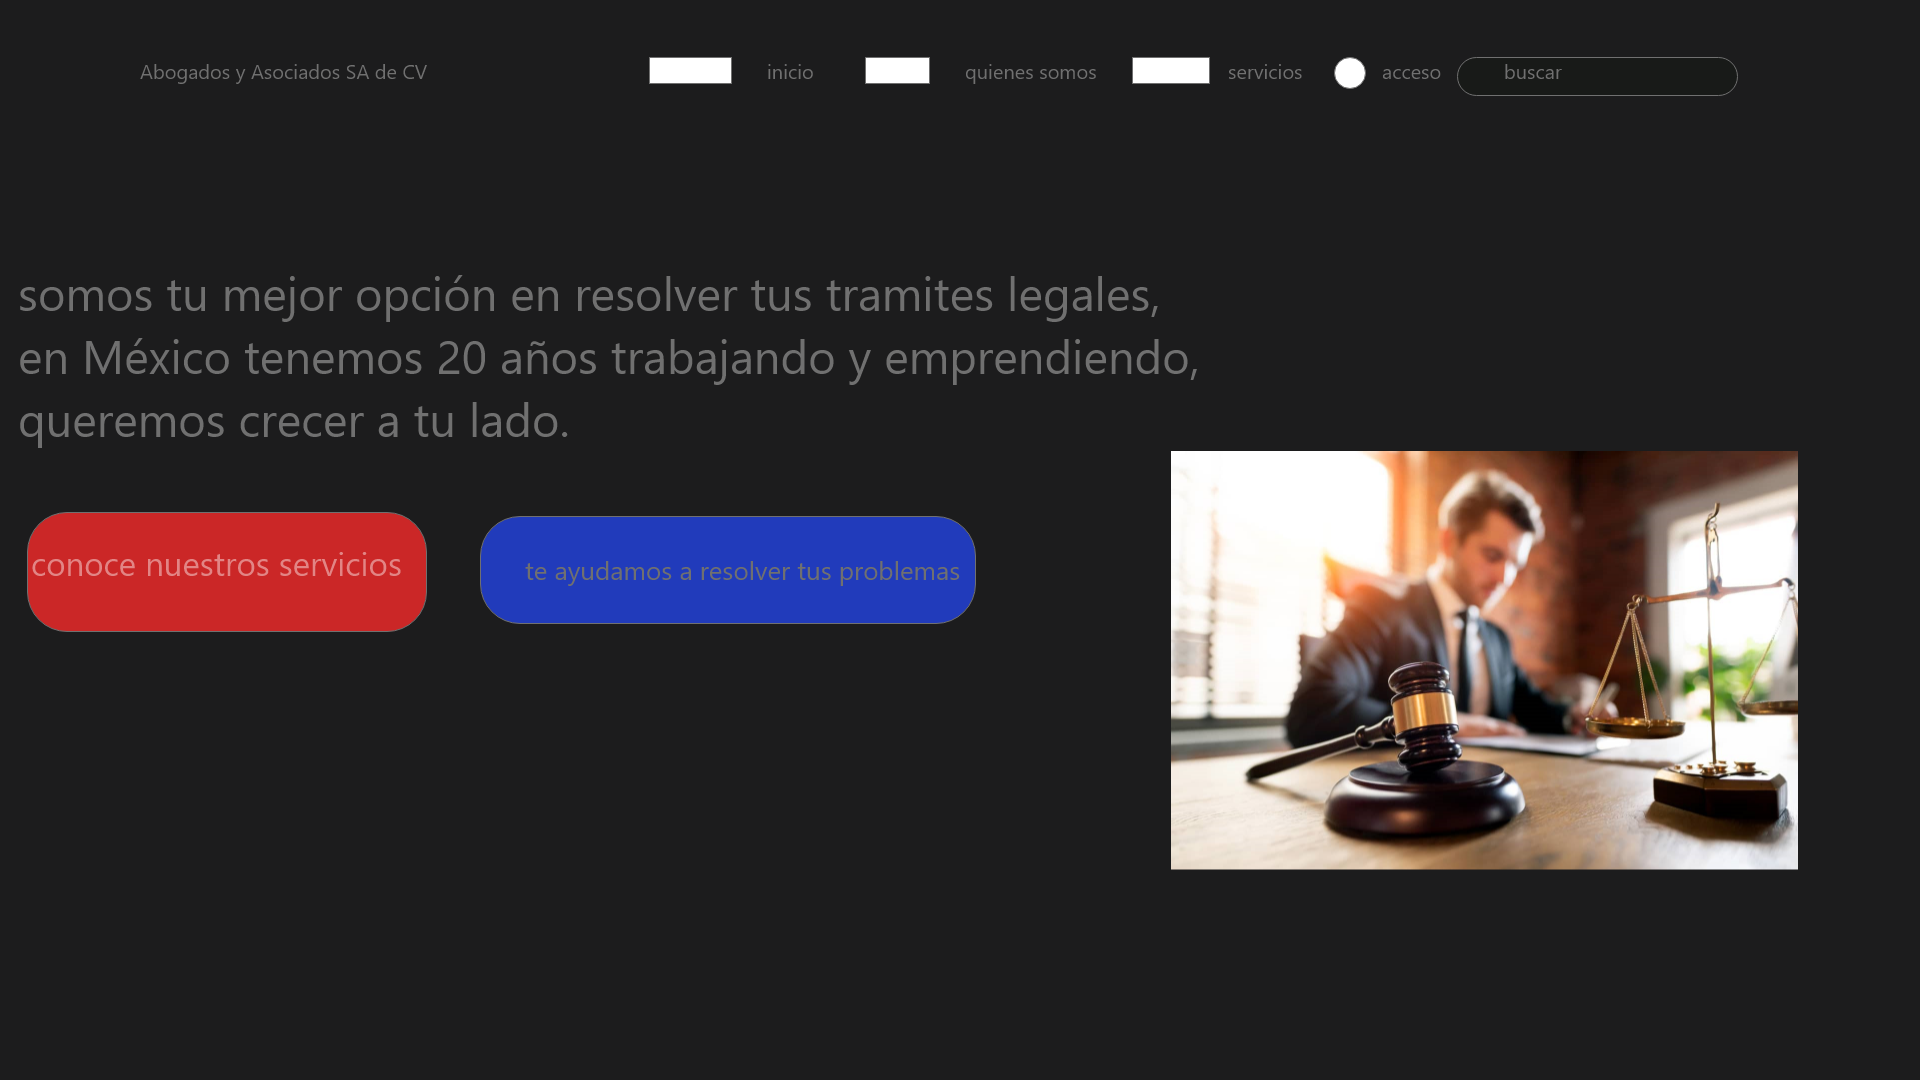 Abogados y Asociados SA de CV
inicio
quienes somos
servicios
acceso
buscar
somos tu mejor opción en resolver tus tramites legales,
en México tenemos 20 años trabajando y emprendiendo,
queremos crecer a tu lado.
conoce nuestros servicios
te ayudamos a resolver tus problemas